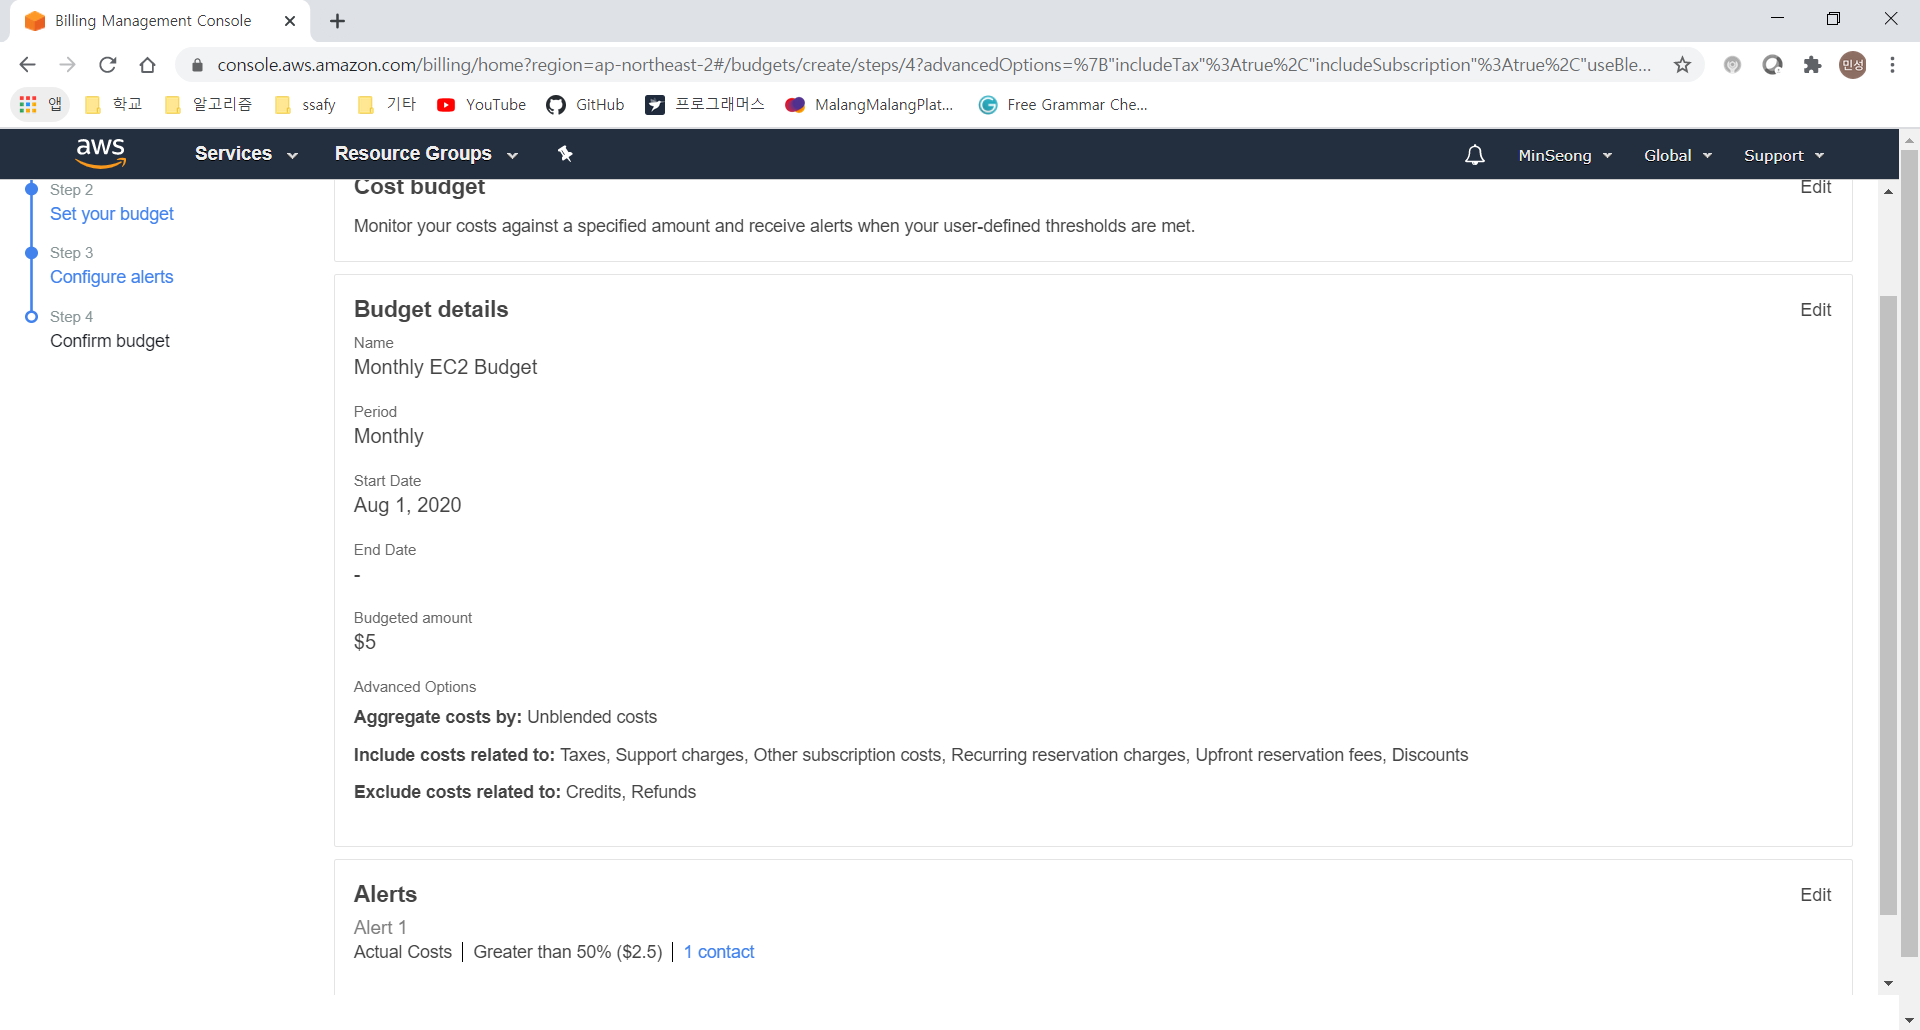 Billing Management Console
console.aws.amazon.com/billing/home?region=ap-northeast-2#/budgets/create/steps/4?advancedOptions=%7B"includeTax"%3Atrue%2C"includeSubscription"%3Atrue%2C"useBle...
민성
앱 학교 알고리즘 ssafy 기타 YouTube GitHub 프로그래머스 MalangMalangPlat... Free Grammar Che...
aws Services Resource Groups MinSeong Global Support
Step 2
Set your budget
Step 3
Configure alerts
Step 4
Confirm budget
Cost budget Edit
Monitor your costs against a specified amount and receive alerts when your user-defined thresholds are met.
Budget details Edit
Name
Monthly EC2 Budget
Period
Monthly
Start Date
Aug 1, 2020
End Date
-
Budgeted amount
$5
Advanced Options
Aggregate costs by: Unblended costs
Include costs related to: Taxes, Support charges, Other subscription costs, Recurring reservation charges, Upfront reservation fees, Discounts
Exclude costs related to: Credits, Refunds
Alerts Edit
Alert 1
Actual Costs | Greater than 50% ($2.5) | 1 contact